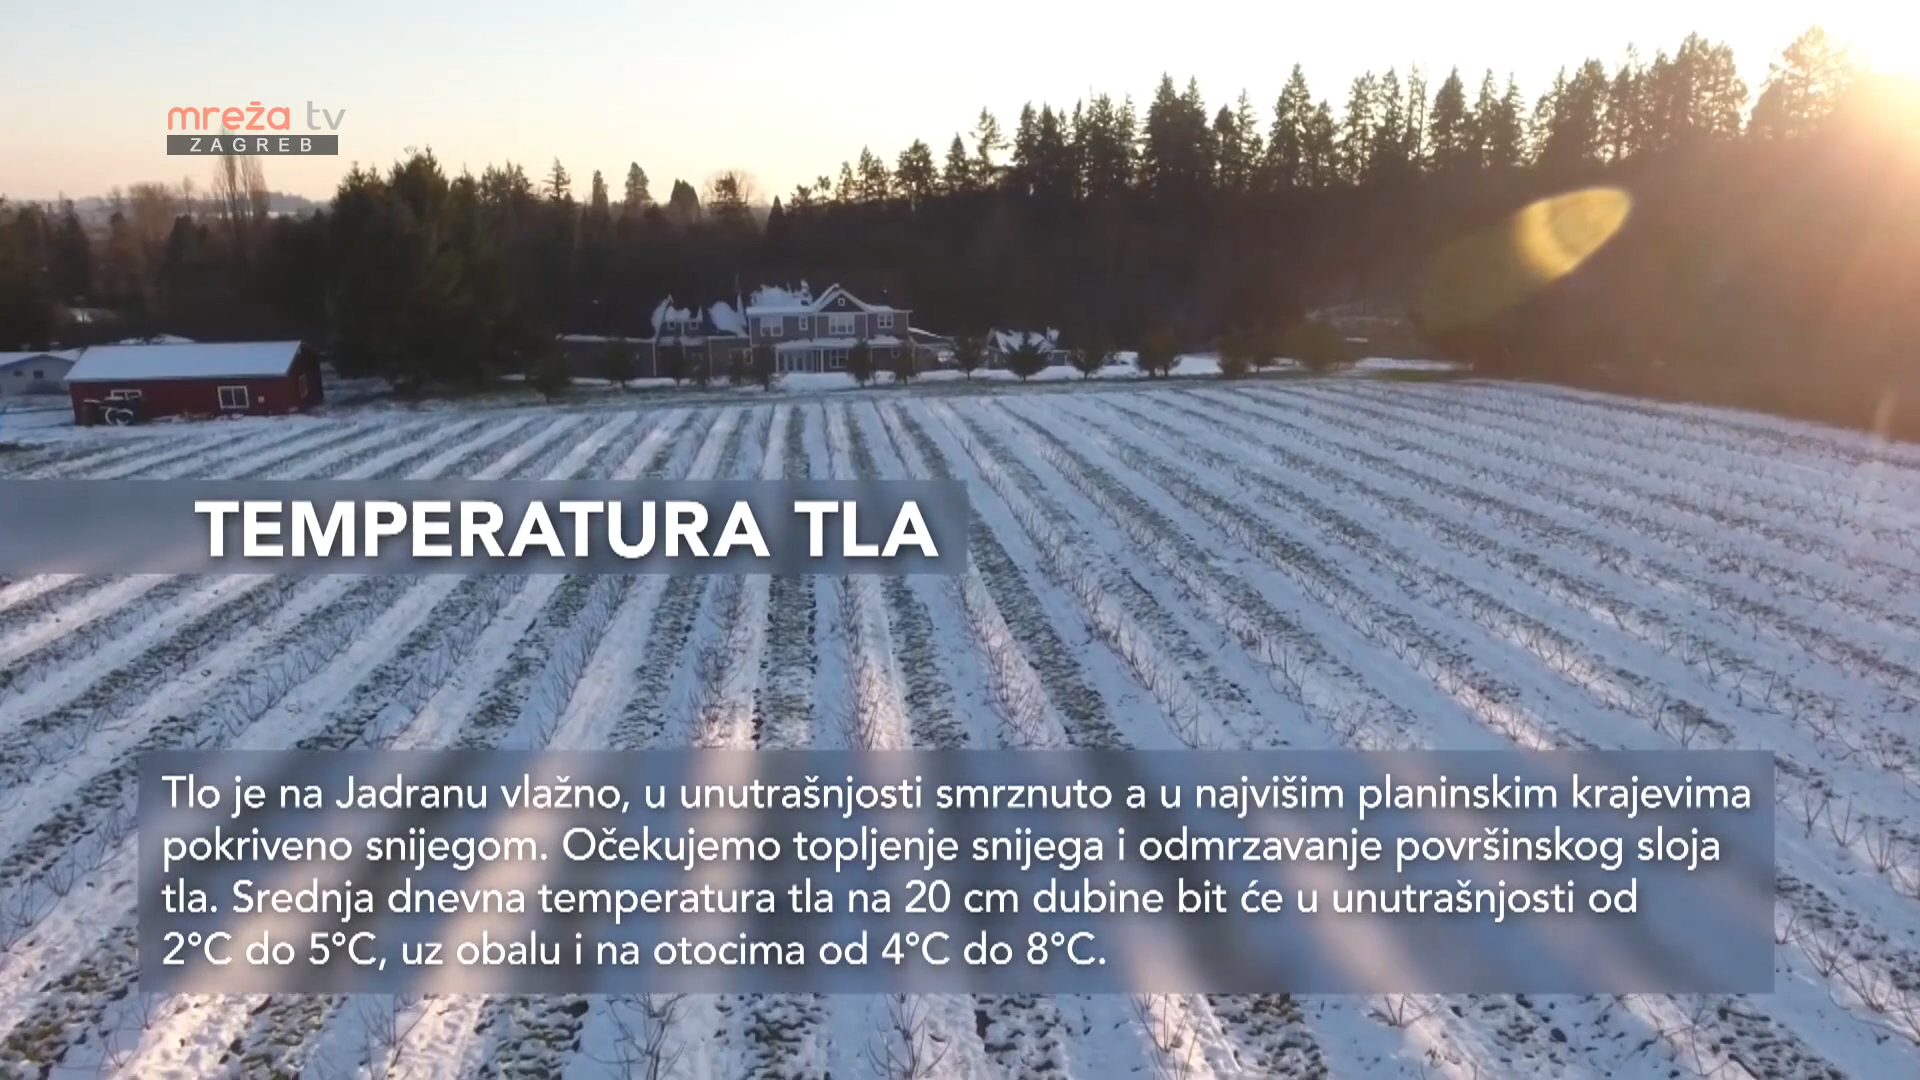 mreža tv
ZAGREB
TEMPERATURA TLA
Tlo je na Jadranu vlažno, u unutrašnjosti smrznuto a u najvišim planinskim krajevima
pokriveno snijegom. Očekujemo topljenje snijega i odmrzavanje površinskog sloja
tla. Srednja dnevna temperatura tla na 20 cm dubine bit će u unutrašnjosti od
2°C do 5°C, uz obalu i na otocima od 4°C do 8°C.